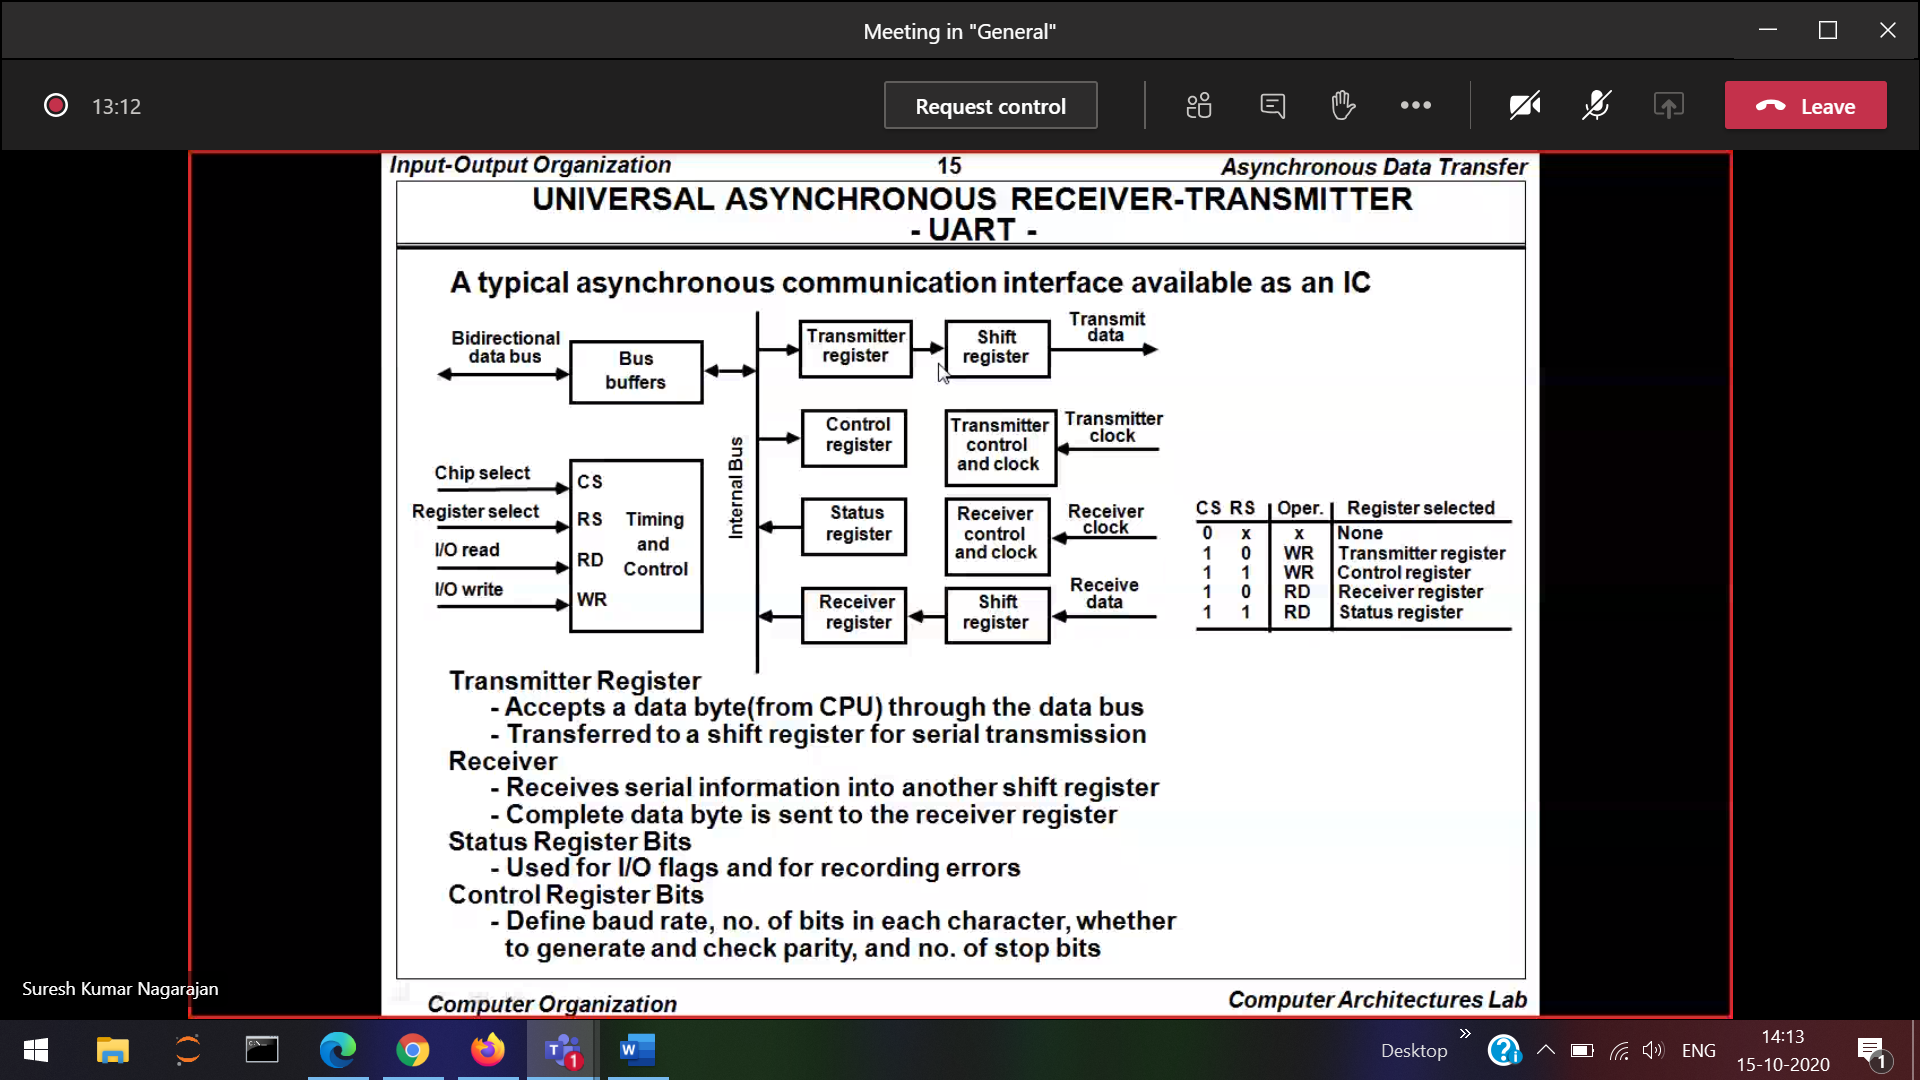 Meeting in "General"
13:12
Request control
Leave
Input-Output Organization
15
Asynchronous Data Transfer
UNIVERSAL ASYNCHRONOUS RECEIVER-TRANSMITTER
- UART -
A typical asynchronous communication interface available as an IC
Bidirectional
data bus
Bus
buffers
Transmitter
register
Shift
register
Transmit
data
Control
register
Transmitter
control
and clock
Transmitter
clock
Internal Bus
Chip select
CS
Register select
RS
Timing
and
Control
I/O read
RD
I/O write
WR
Status
register
Receiver
control
and clock
Receiver
clock
Receiver
register
Shift
register
Receive
data
CS RS Oper. Register selected
0 x x None
1 0 WR Transmitter register
1 1 WR Control register
1 0 RD Receiver register
1 1 RD Status register
Transmitter Register
- Accepts a data byte(from CPU) through the data bus
- Transferred to a shift register for serial transmission
Receiver
- Receives serial information into another shift register
- Complete data byte is sent to the receiver register
Status Register Bits
- Used for I/O flags and for recording errors
Control Register Bits
- Define baud rate, no. of bits in each character, whether
to generate and check parity, and no. of stop bits
Suresh Kumar Nagarajan
Computer Organization
Computer Architectures Lab
T
1
W
Desktop
ENG
14:13
15-10-2020
1